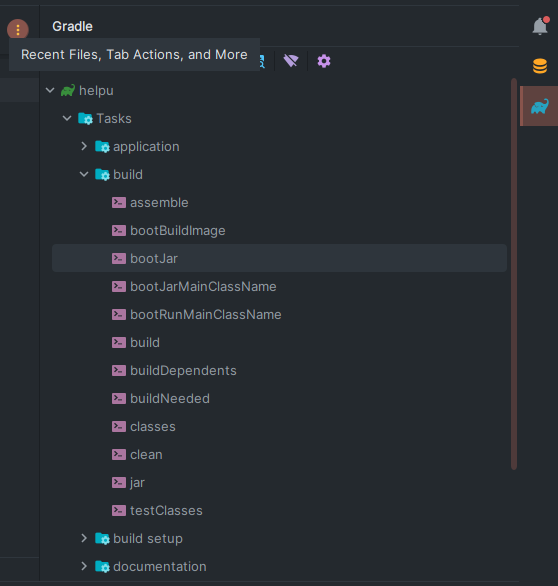 Gradle
Recent Files, Tab Actions, and More
helpu
Tasks
application
build
assemble
bootBuildImage
bootJar
bootJarMainClassName
bootRunMainClassName
build
buildDependents
buildNeeded
classes
clean
jar
testClasses
build setup
documentation